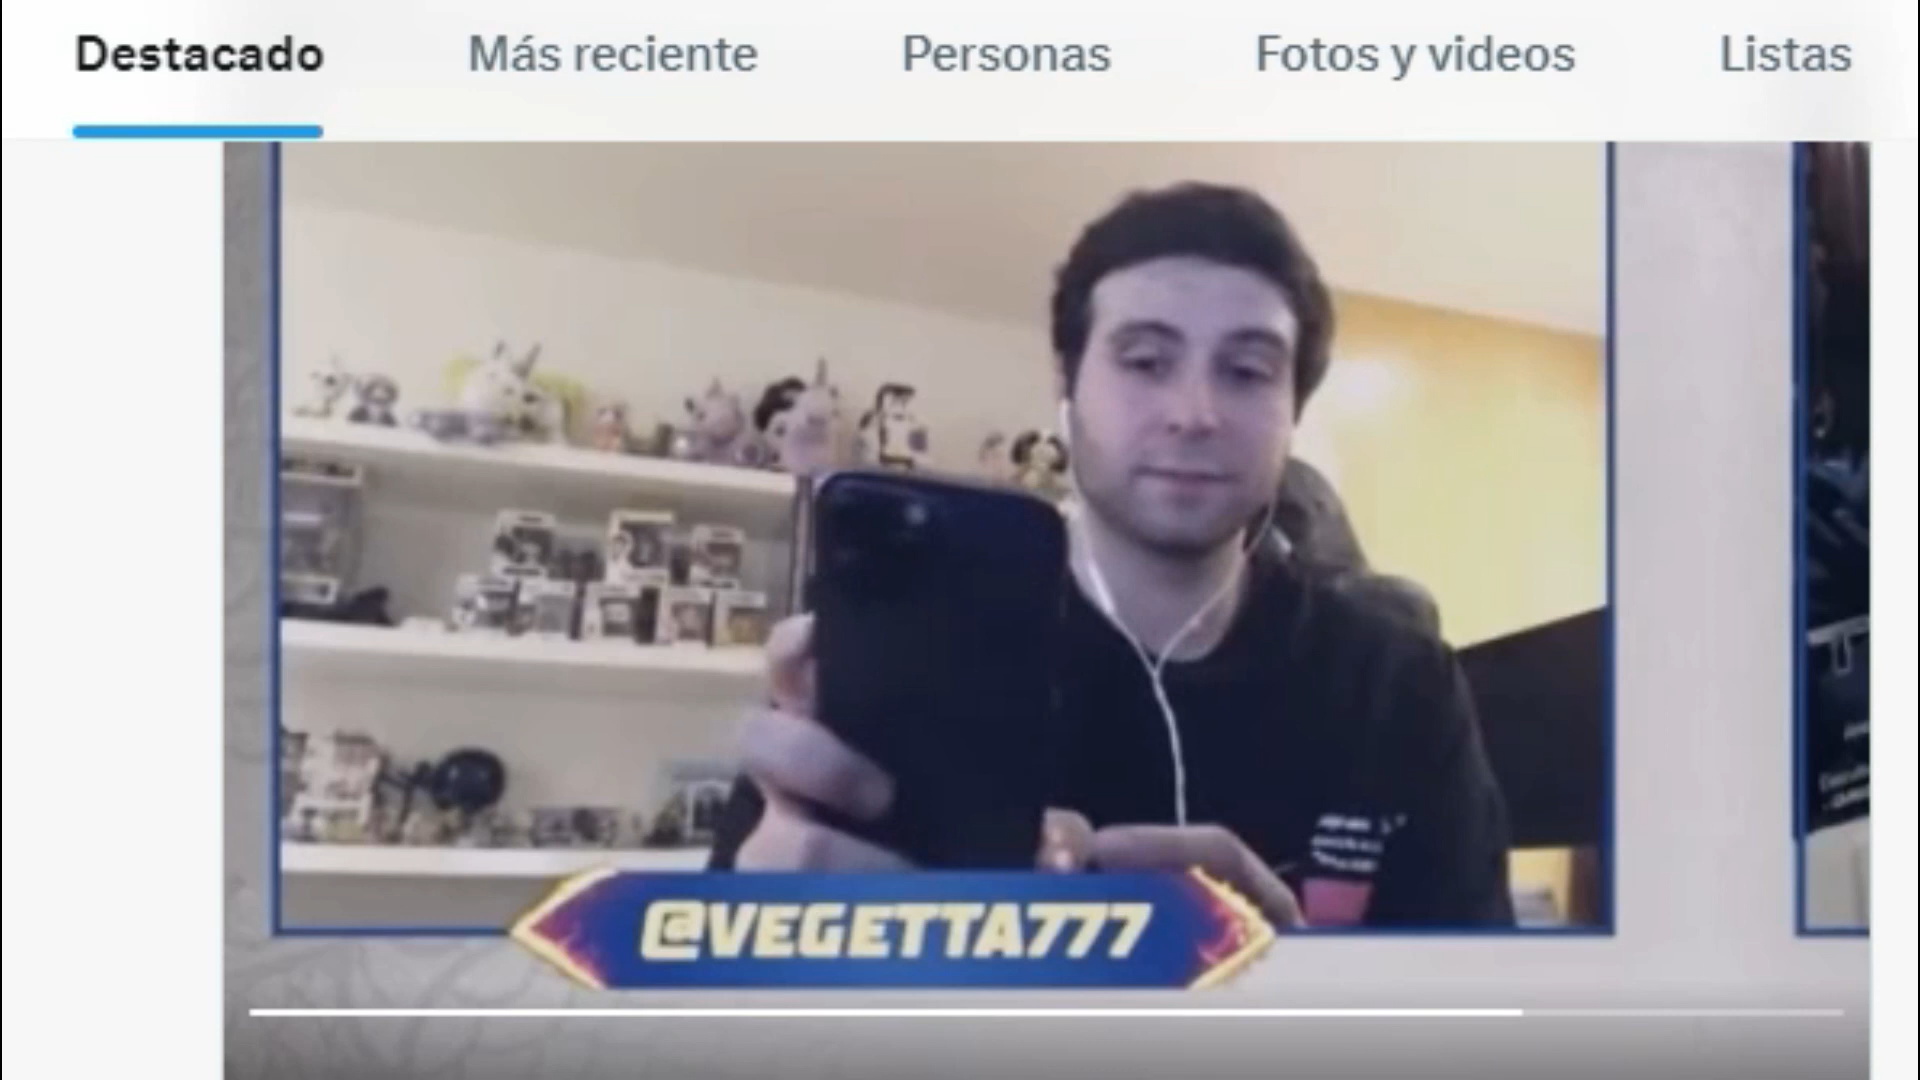 Destacado
Más reciente
Personas
Fotos y videos
Listas
@VEGETTA777